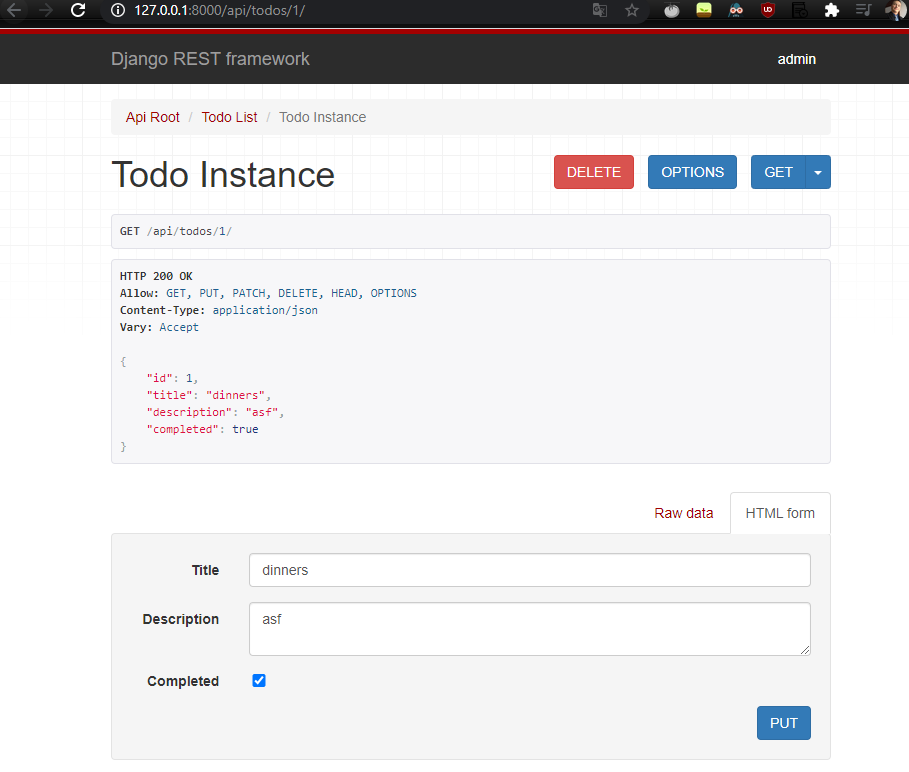 127.0.0.1:8000/api/todos/1/
Django REST framework
admin
Api Root / Todo List / Todo Instance
Todo Instance
DELETE
OPTIONS
GET
GET /api/todos/1/
HTTP 200 OK
Allow: GET, PUT, PATCH, DELETE, HEAD, OPTIONS
Content-Type: application/json
Vary: Accept
{
"id": 1,
"title": "dinners",
"description": "asf",
"completed": true
}
Raw data
HTML form
Title
dinners
Description
asf
Completed
PUT